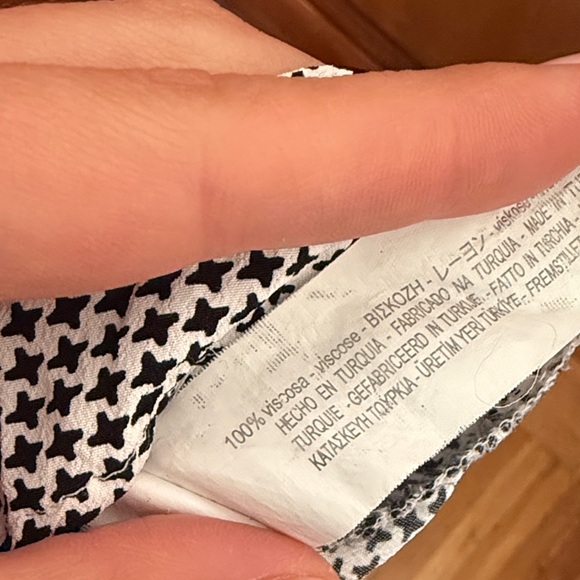 100% viscosa - viscose - ΒΙΣΚΟΖΗ - レーヨン - viskose
HECHO EN TURQUIA - FABRICADO NA TURQUIA - MADE IN
TURQUIE - GEFABRICEERD IN TURKIJE - FATTO IN TURCHIA -
ΚΑΤΑΣΚΕΥΗ ΤΟΥΡΚΙΑ - ÜRETİM YERİ TÜRKİYE - FREMSTILLET